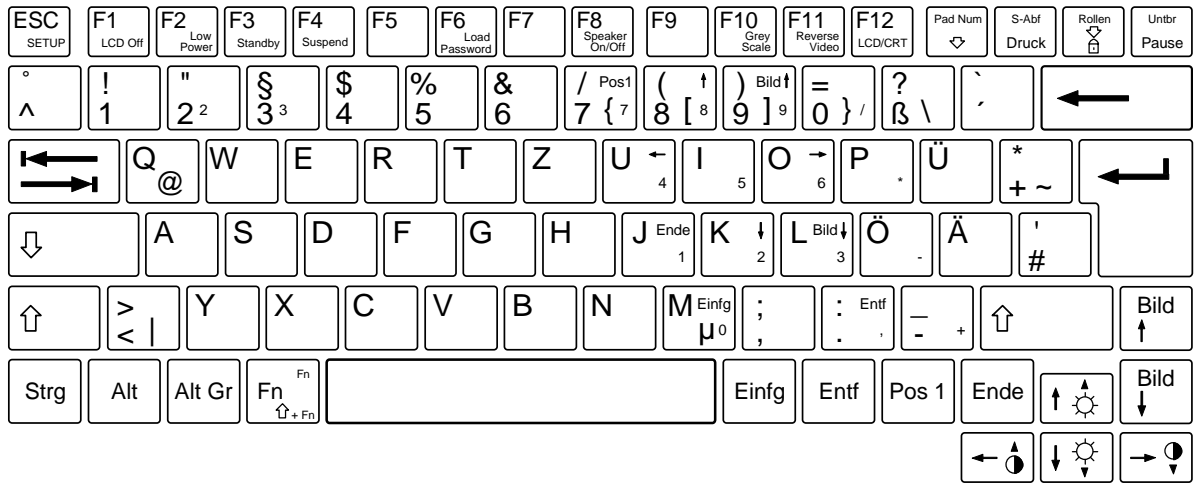 ESC F1 F2 F3 F4 F5 F6 F7 F8 F9 F10 F11 F12 Pad Num S-Abf Rollen Untbr
SETUP LCD Off Low Power Standby Suspend Load Password Speaker On/Off Grey Scale Reverse Video LCD/CRT Druck Pause
° ! " § $ % & / Pos1 ( ↑ ) Bild ↑ = ? `
^ 1 2 2 3 3 4 5 6 7 { 7 8 [ 8 9 ] 9 0 } / ß \ ´ ←
Q W E R T Z U ← I O → P Ü *
@ 4 5 6 * + ~
A S D F G H J Ende K ↓ L Bild ↓ Ö Ä '
1 2 3 - #
> Y X C V B N M Einfg ; : Entf _ Bild
< | µ 0 , . , - + ↑
Strg Alt Alt Gr Fn Fn Einfg Entf Pos 1 Ende ↑ Bild
⇧ + Fn ↓
← ↓ →